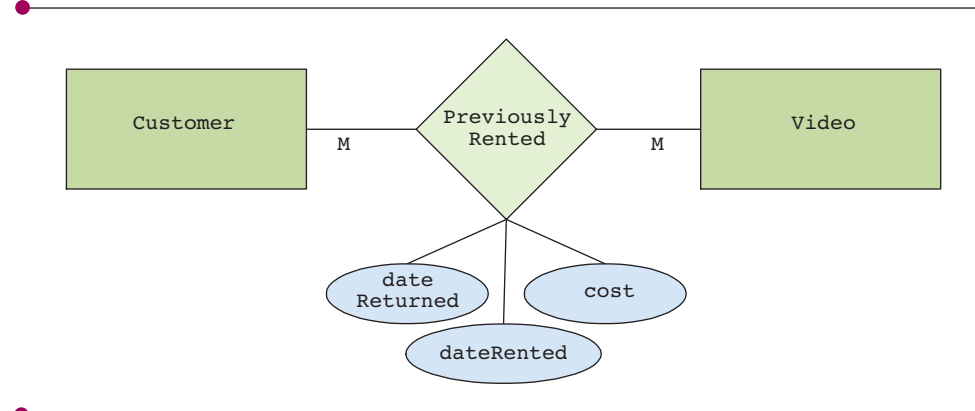 Customer
M
Previously
Rented
M
Video
date
Returned
cost
dateRented